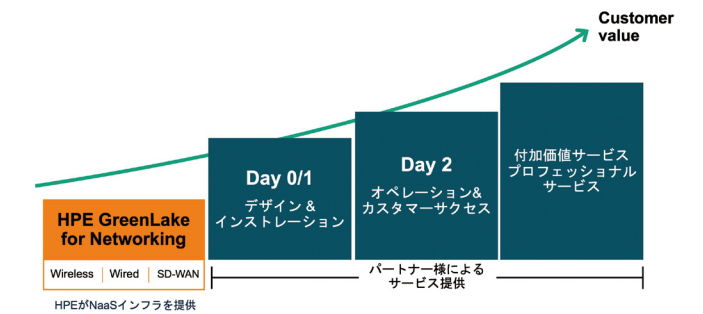 Customer
value
HPE GreenLake
for Networking
Wireless Wired SD-WAN
HPEがNaaSインフラを提供
Day 0/1
デザイン &
インストレーション
Day 2
オペレーション&
カスタマーサクセス
付加価値サービス
プロフェッショナル
サービス
パートナー様による
サービス提供